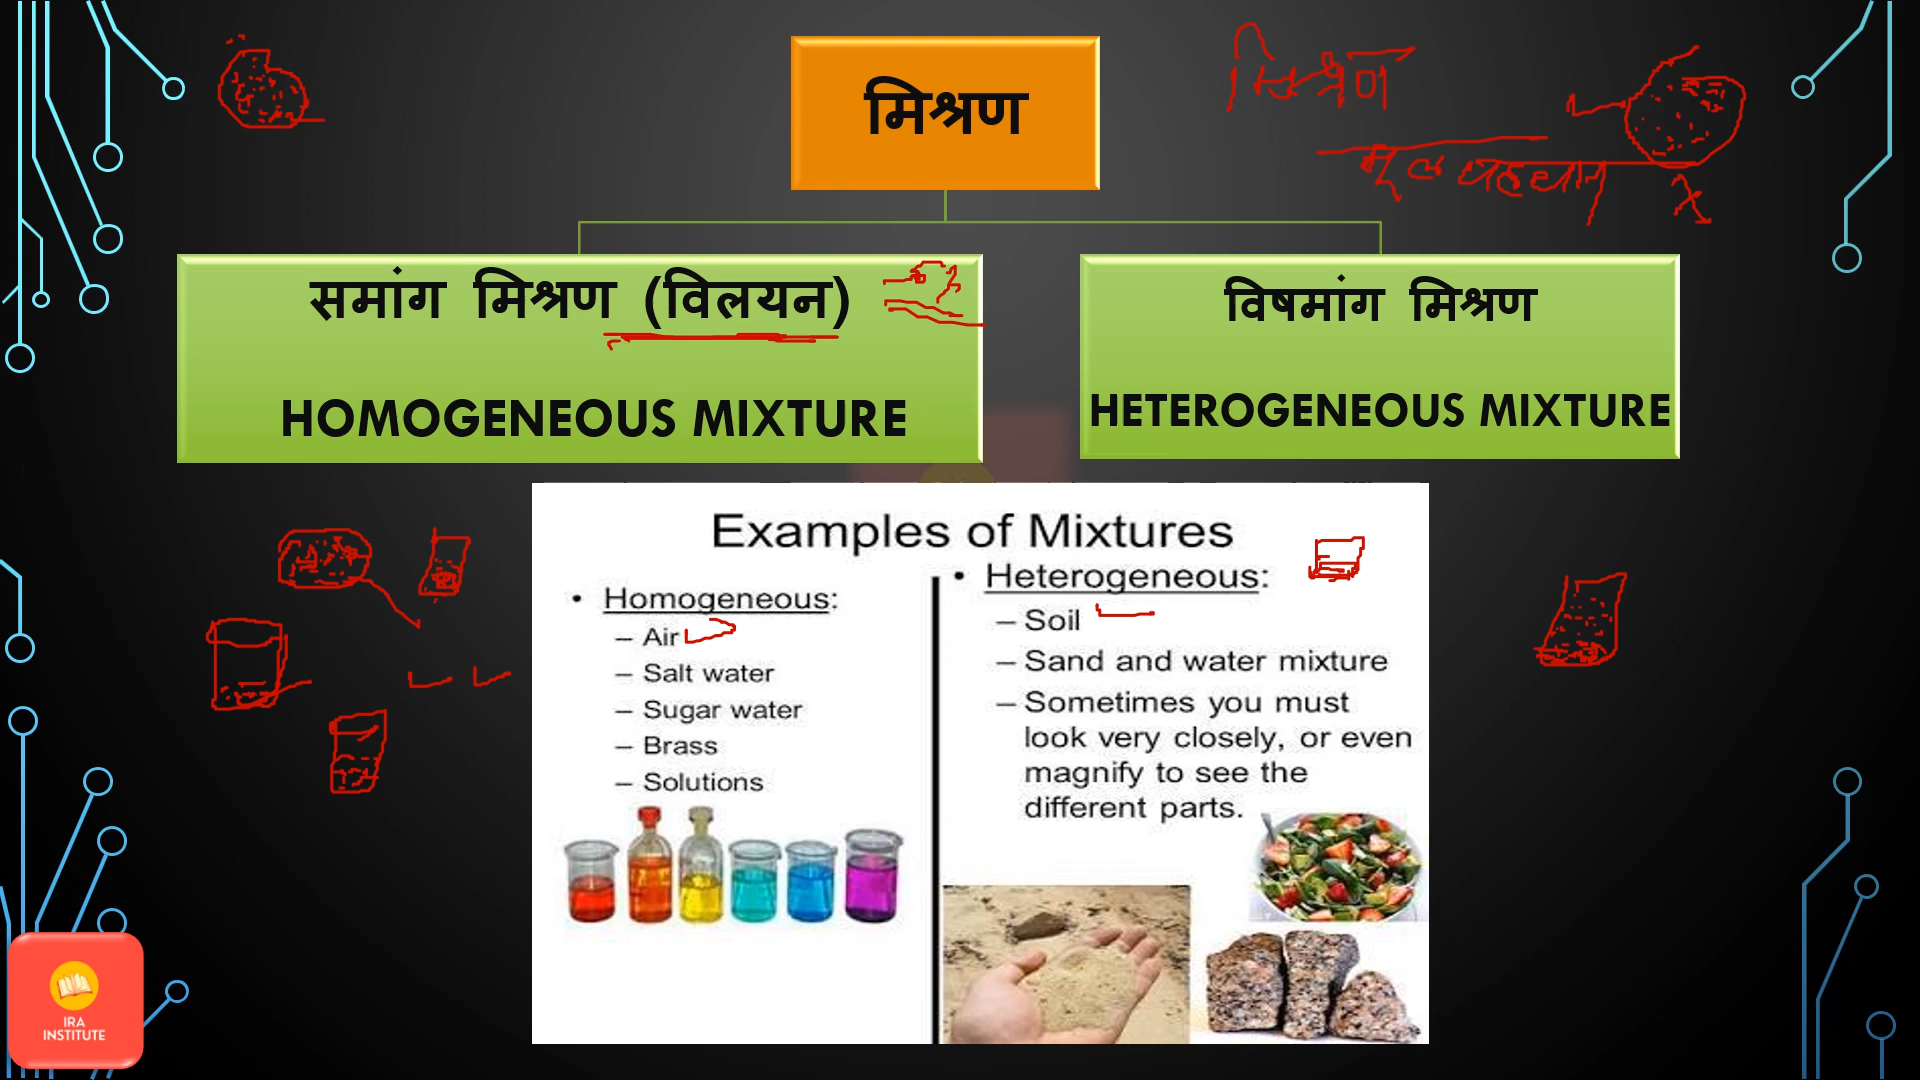 मिश्रण
मिश्रण
समांग मिश्रण (विलयन)
HOMOGENEOUS MIXTURE
विषमांग मिश्रण
HETEROGENEOUS MIXTURE
Examples of Mixtures
• Homogeneous:
– Air
– Salt water
– Sugar water
– Brass
– Solutions
• Heterogeneous:
– Soil
– Sand and water mixture
– Sometimes you must
look very closely, or even
magnify to see the
different parts.
IRA
INSTITUTE